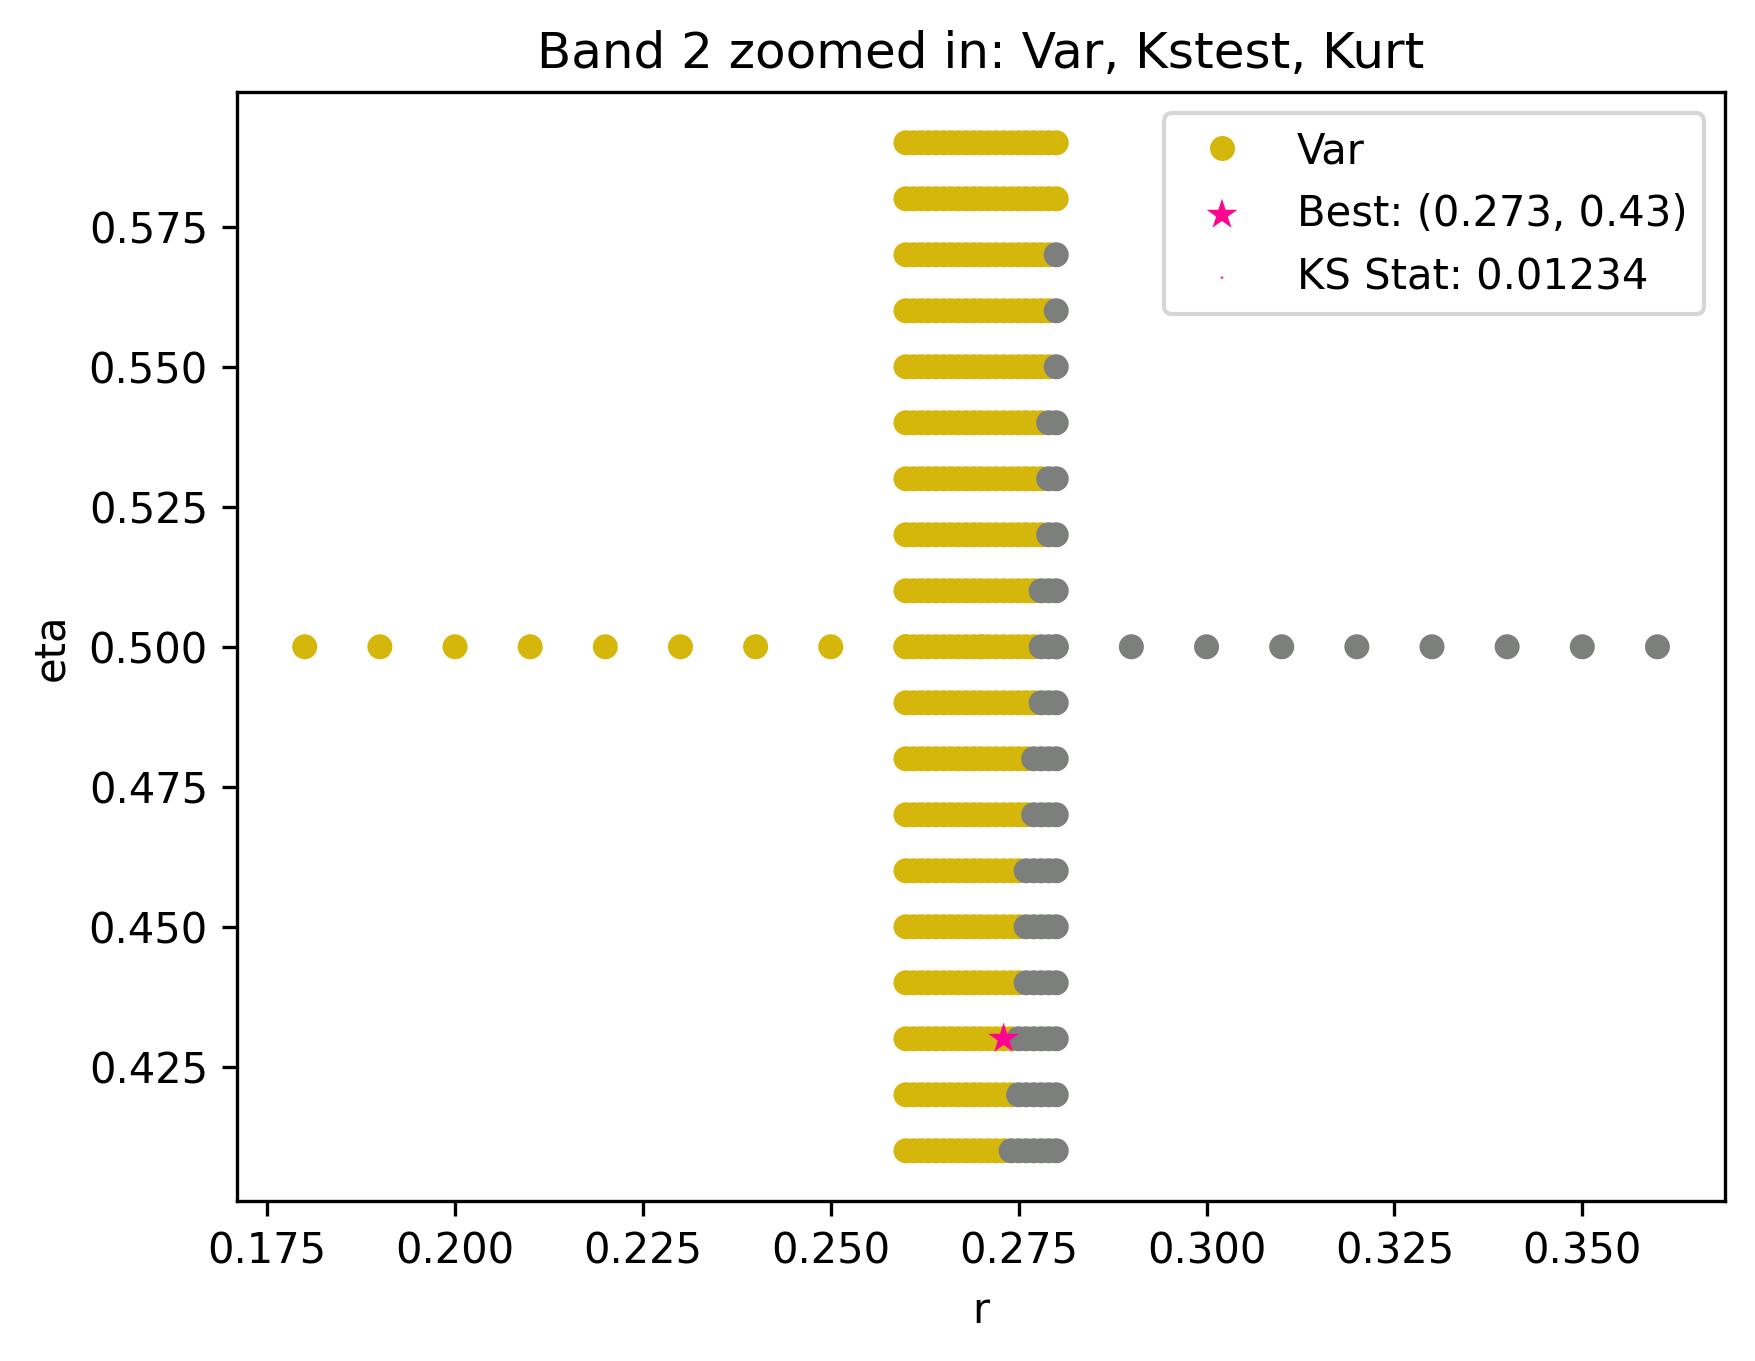 Band 2 zoomed in: Var, Kstest, Kurt
Var
Best: (0.273, 0.43)
KS Stat: 0.01234
eta
0.575
0.550
0.525
0.500
0.475
0.450
0.425
0.175 0.200 0.225 0.250 0.275 0.300 0.325 0.350
r